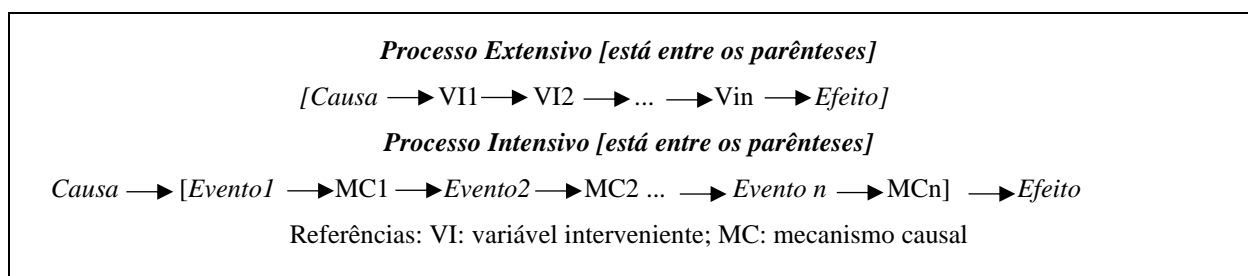 Processo Extensivo [está entre os parênteses]
[Causa → VI1 → VI2 → ... → Vin → Efeito]
Processo Intensivo [está entre os parênteses]
Causa → [Evento1 → MC1 → Evento2 → MC2 ... → Evento n → MCn] → Efeito
Referências: VI: variável interveniente; MC: mecanismo causal